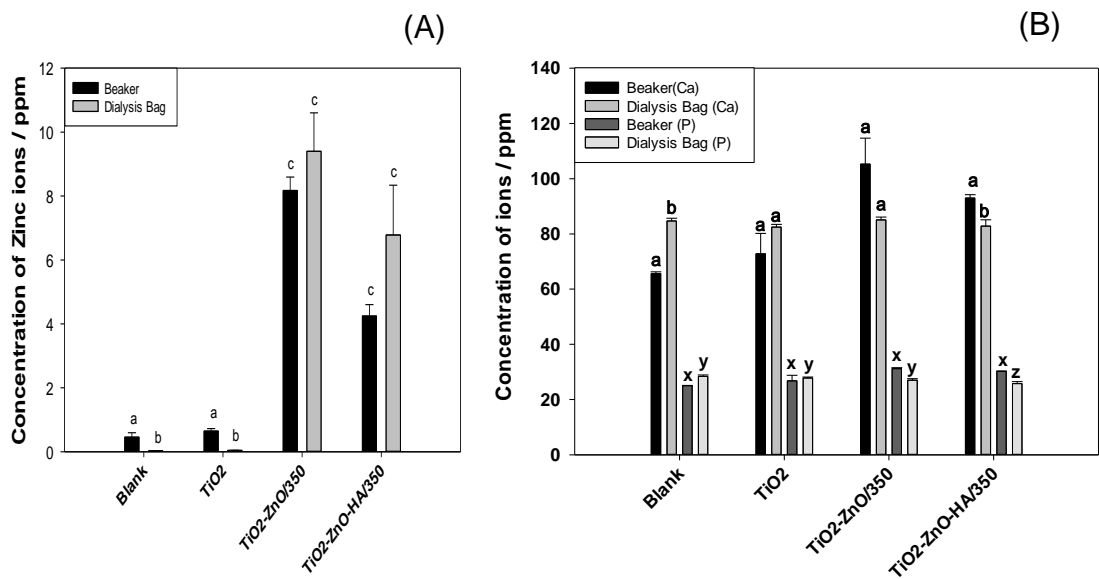 (A)
Concentration of Zinc ions / ppm
12
10
8
6
4
2
0
Beaker
Dialysis Bag
a
b
a
b
c
c
c
c
Blank
TiO2
TiO2-ZnO/350
TiO2-ZnO-HA/350
(B)
Concentration of ions / ppm
140
120
100
80
60
40
20
0
Beaker(Ca)
Dialysis Bag (Ca)
Beaker (P)
Dialysis Bag (P)
a
b
x
y
a
a
x
y
a
a
x
y
a
b
x
z
Blank
TiO2
TiO2-ZnO/350
TiO2-ZnO-HA/350